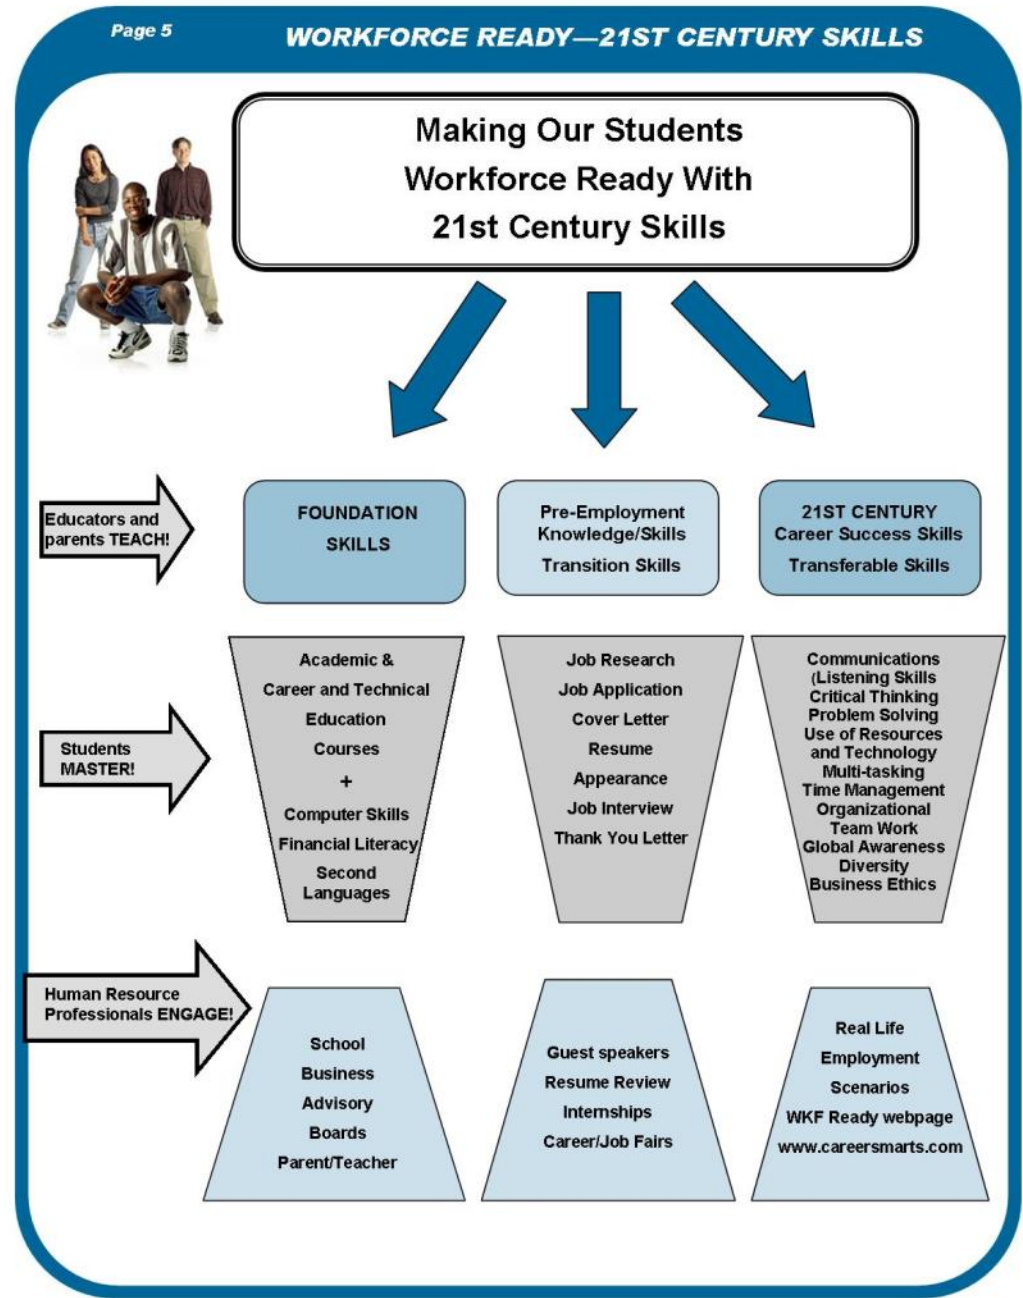 Page 5
WORKFORCE READY—21ST CENTURY SKILLS
Making Our Students
Workforce Ready With
21st Century Skills
Educators and
parents TEACH!
FOUNDATION
SKILLS
Pre-Employment
Knowledge/Skills
Transition Skills
21ST CENTURY
Career Success Skills
Transferable Skills
Students
MASTER!
Academic &
Career and Technical
Education
Courses
+
Computer Skills
Financial Literacy
Second
Languages
Job Research
Job Application
Cover Letter
Resume
Appearance
Job Interview
Thank You Letter
Communications
(Listening Skills
Critical Thinking
Problem Solving
Use of Resources
and Technology
Multi-tasking
Time Management
Organizational
Team Work
Global Awareness
Diversity
Business Ethics
Human Resource
Professionals ENGAGE!
School
Business
Advisory
Boards
Parent/Teacher
Guest speakers
Resume Review
Internships
Career/Job Fairs
Real Life
Employment
Scenarios
WKF Ready webpage
www.careersmarts.com